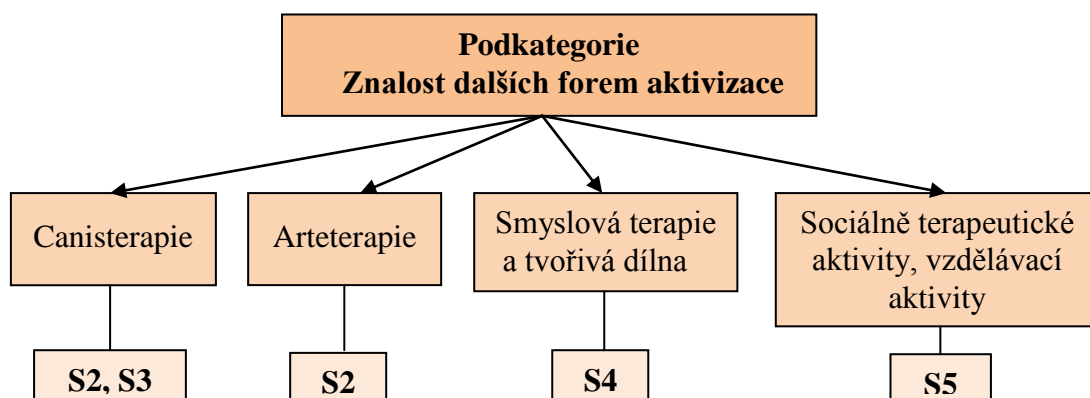 Podkategorie
Znalost dalších forem aktivizace
Canisterapie
Arteterapie
Smyslová terapie
a tvořivá dílna
Sociálně terapeutické
aktivity, vzdělávací
aktivity
S2, S3
S2
S4
S5